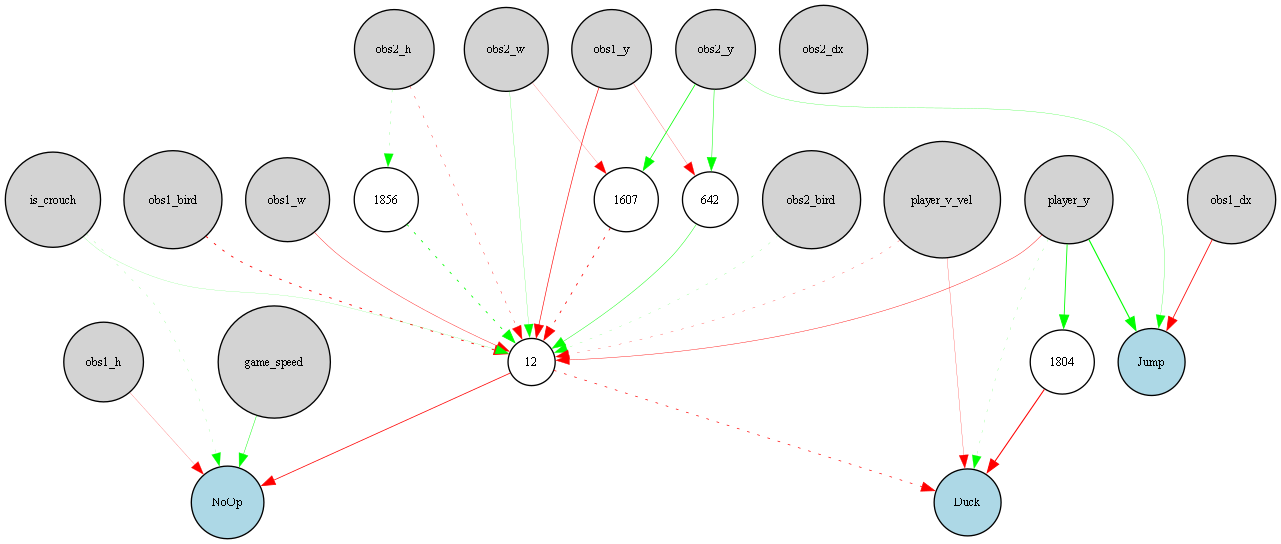 obs2_h
obs2_w
obs1_y
obs2_y
obs2_dx
is_crouch
obs1_bird
obs1_w
1856
1607
642
obs2_bird
player_v_vel
player_y
obs1_dx
obs1_h
game_speed
12
1804
Jump
NoOp
Duck